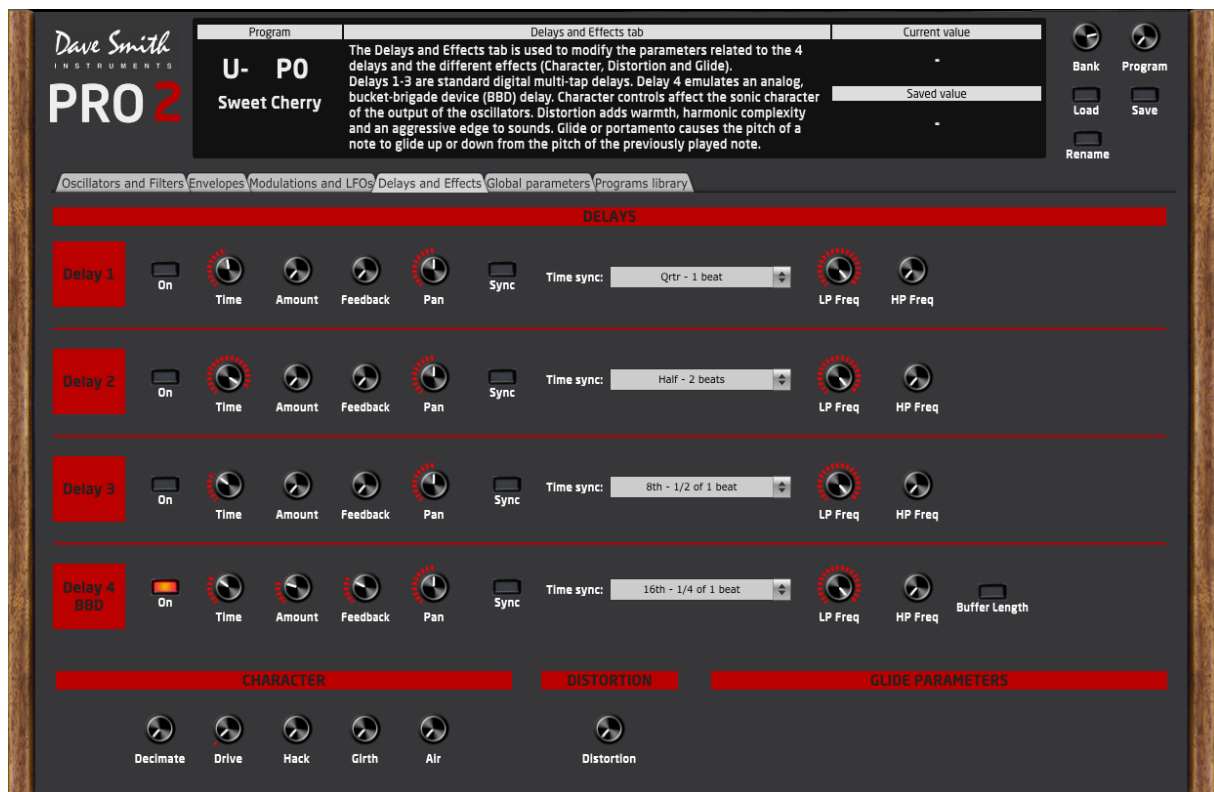 Dave Smith
INSTRUMENTS
PRO 2
Program
U- P0
Sweet Cherry
Delays and Effects tab
The Delays and Effects tab is used to modify the parameters related to the 4
delays and the different effects (Character, Distortion and Glide).
Delays 1-3 are standard digital multi-tap delays. Delay 4 emulates an analog,
bucket-brigade device (BBD) delay. Character controls affect the sonic character
of the output of the oscillators. Distortion adds warmth, harmonic complexity
and an aggressive edge to sounds. Glide or portamento causes the pitch of a
note to glide up or down from the pitch of the previously played note.
Current value
-
Saved value
-
Bank Program
Load Save
Rename
Oscillators and Filters Envelopes Modulations and LFOs Delays and Effects Global parameters Programs library
DELAYS
Delay 1 On Time Amount Feedback Pan Sync Time sync: Qrtr - 1 beat LP Freq HP Freq
Delay 2 On Time Amount Feedback Pan Sync Time sync: Half - 2 beats LP Freq HP Freq
Delay 3 On Time Amount Feedback Pan Sync Time sync: 8th - 1/2 of 1 beat LP Freq HP Freq
Delay 4
BBD
On Time Amount Feedback Pan Sync Time sync: 16th - 1/4 of 1 beat LP Freq HP Freq Buffer Length
CHARACTER DISTORTION GLIDE PARAMETERS
Decimate Drive Hack Girth Air Distortion